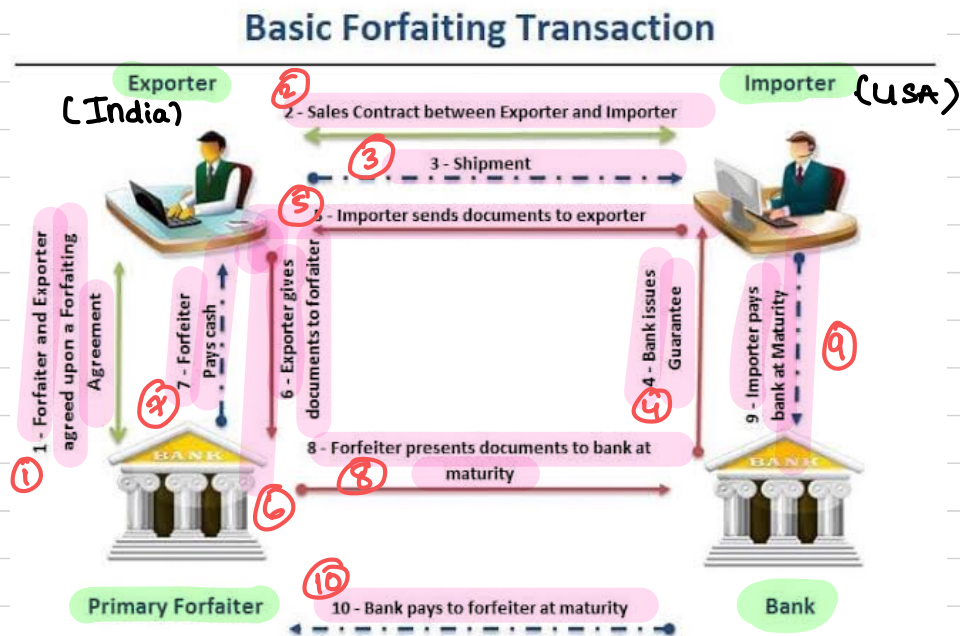 Basic Forfaiting Transaction
Exporter
(India)
Importer
(USA)
2
2 - Sales Contract between Exporter and Importer
3
3 - Shipment
5
5 - Importer sends documents to exporter
1 - Forfaiter and Exporter
agreed upon a Forfaiting
Agreement
1
7 - Forfeiter
Pays cash
7
6 - Exporter gives
documents to forfaiter
6
4 - Bank issues
Guarantee
4
9 - Importer pays
bank at Maturity
9
8 - Forfeiter presents documents to bank at
maturity
8
BANK
BANK
10
Primary Forfaiter
10 - Bank pays to forfeiter at maturity
Bank